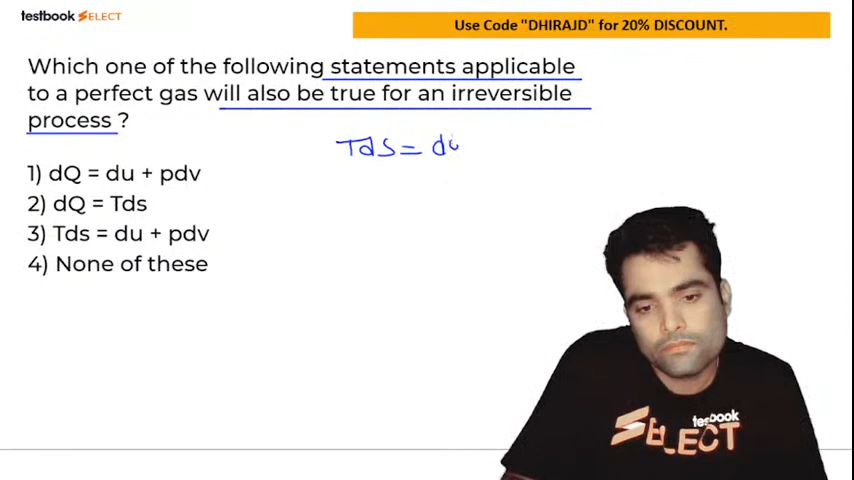 testbook SELECT
Use Code "DHIRAJD" for 20% DISCOUNT.
Which one of the following statements applicable
to a perfect gas will also be true for an irreversible
process ?
Tds = du
1) dQ = du + pdv
2) dQ = Tds
3) Tds = du + pdv
4) None of these
testbook
SELECT